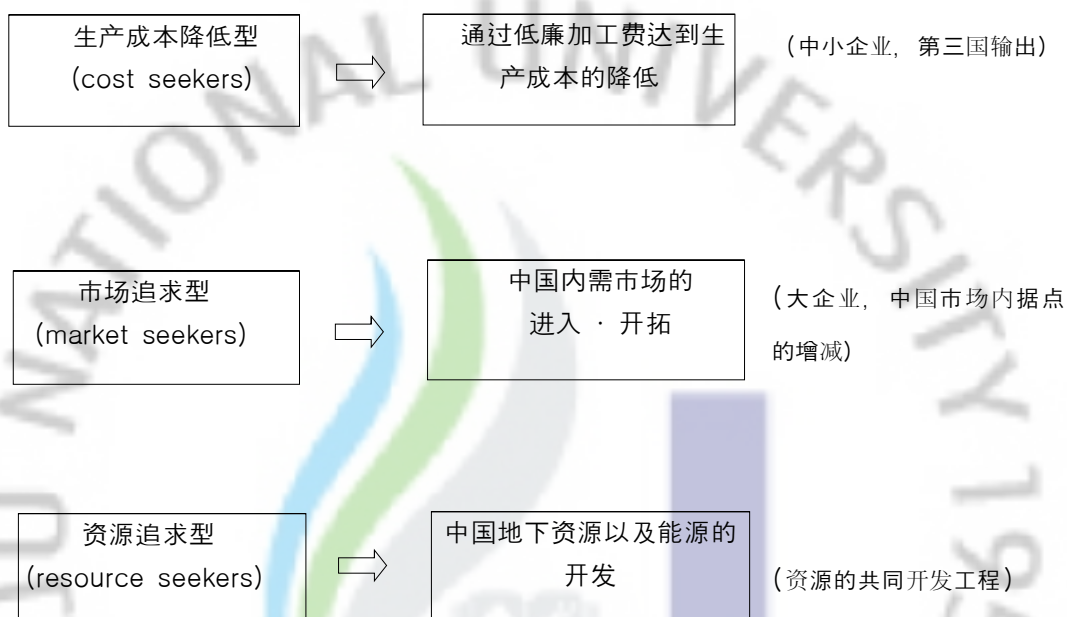 生产成本降低型
(cost seekers)
通过低廉加工费达到生
产成本的降低
(中小企业, 第三国输出)
市场追求型
(market seekers)
中国内需市场的
进入 · 开拓
(大企业, 中国市场内据点
的增减)
资源追求型
(resource seekers)
中国地下资源以及能源的
开发
(资源的共同开发工程)
NATIONAL UNIVERSITY